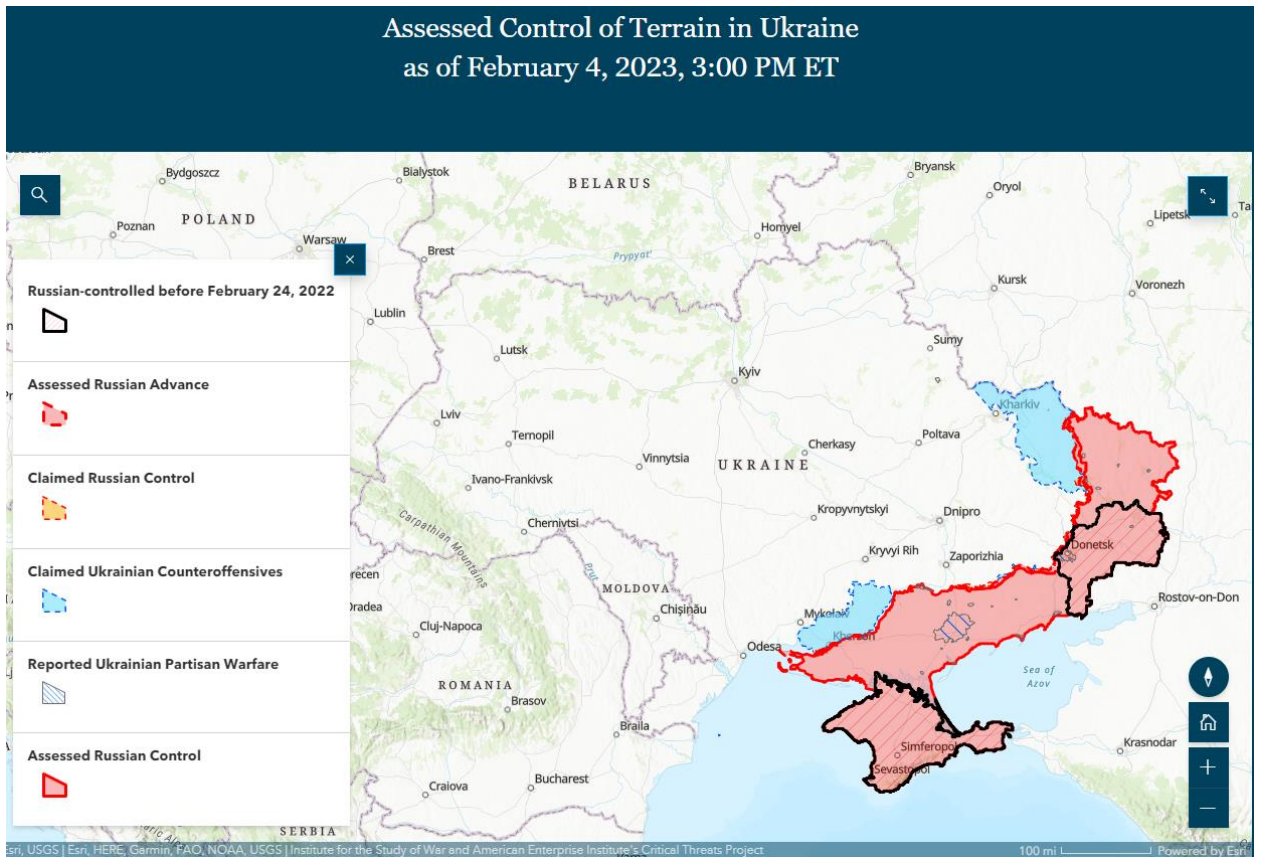 Assessed Control of Terrain in Ukraine
as of February 4, 2023, 3:00 PM ET
Bydgoszcz
Bialystok
BELARUS
Bryansk
Oryol
Poznan
POLAND
Warsaw
Homyel
Lipetsk
Ta
Brest
Prypyat'
Kursk
Voronezh
Russian-controlled before February 24, 2022
Lublin
Lutsk
Sumy
Kyiv
Assessed Russian Advance
Kharkiv
Lviv
Ternopil
Cherkasy
Poltava
Vinnytsia
UKRAINE
Claimed Russian Control
Ivano-Frankivsk
Carpathian Mountains
Chernivtsi
Kropyvnytskyi
Dnipro
Donetsk
Kryvyi Rih
Zaporizhia
Claimed Ukrainian Counteroffensives
recen
Prut
MOLDOVA
Rostov-on-Don
Oradea
Chişinău
Mykolaiv
Cluj-Napoca
Kherson
Odesa
Reported Ukrainian Partisan Warfare
Sea of
Azov
ROMANIA
Brasov
Braila
Simferopol
Krasnodar
Assessed Russian Control
Sevastopol
Craiova
Bucharest
SERBIA
Esri, USGS | Esri, HERE, Garmin, FAO, NOAA, USGS | Institute for the Study of War and American Enterprise Institute's Critical Threats Project
100 mi
Powered by Esri